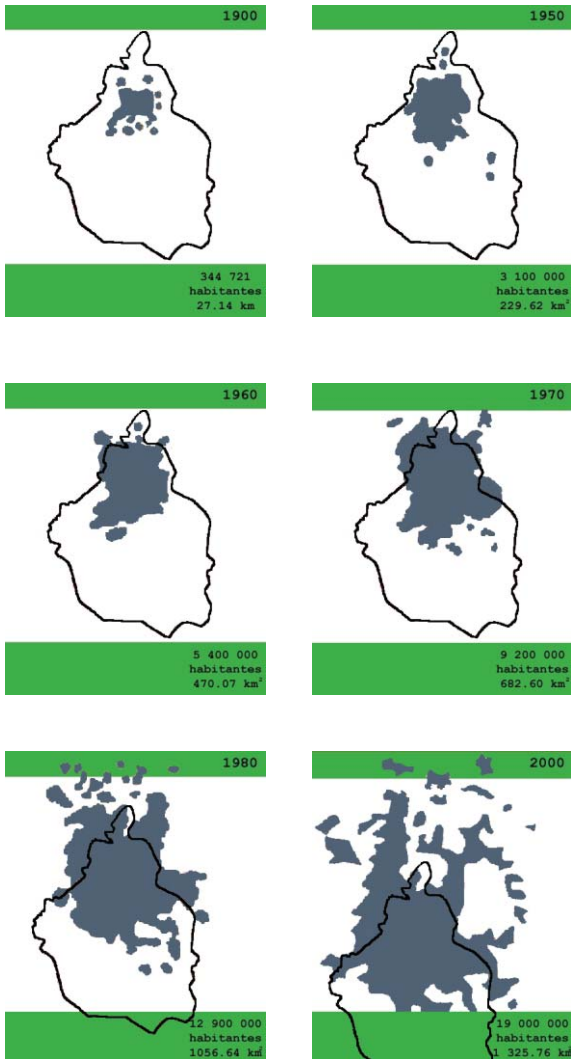 1900
344 721
habitantes
27.14 km
1950
3 100 000
habitantes
229.62 km²
1960
5 400 000
habitantes
470.07 km²
1970
9 200 000
habitantes
682.60 km²
1980
12 900 000
habitantes
1056.64 km²
2000
19 000 000
habitantes
1 325.76 km²